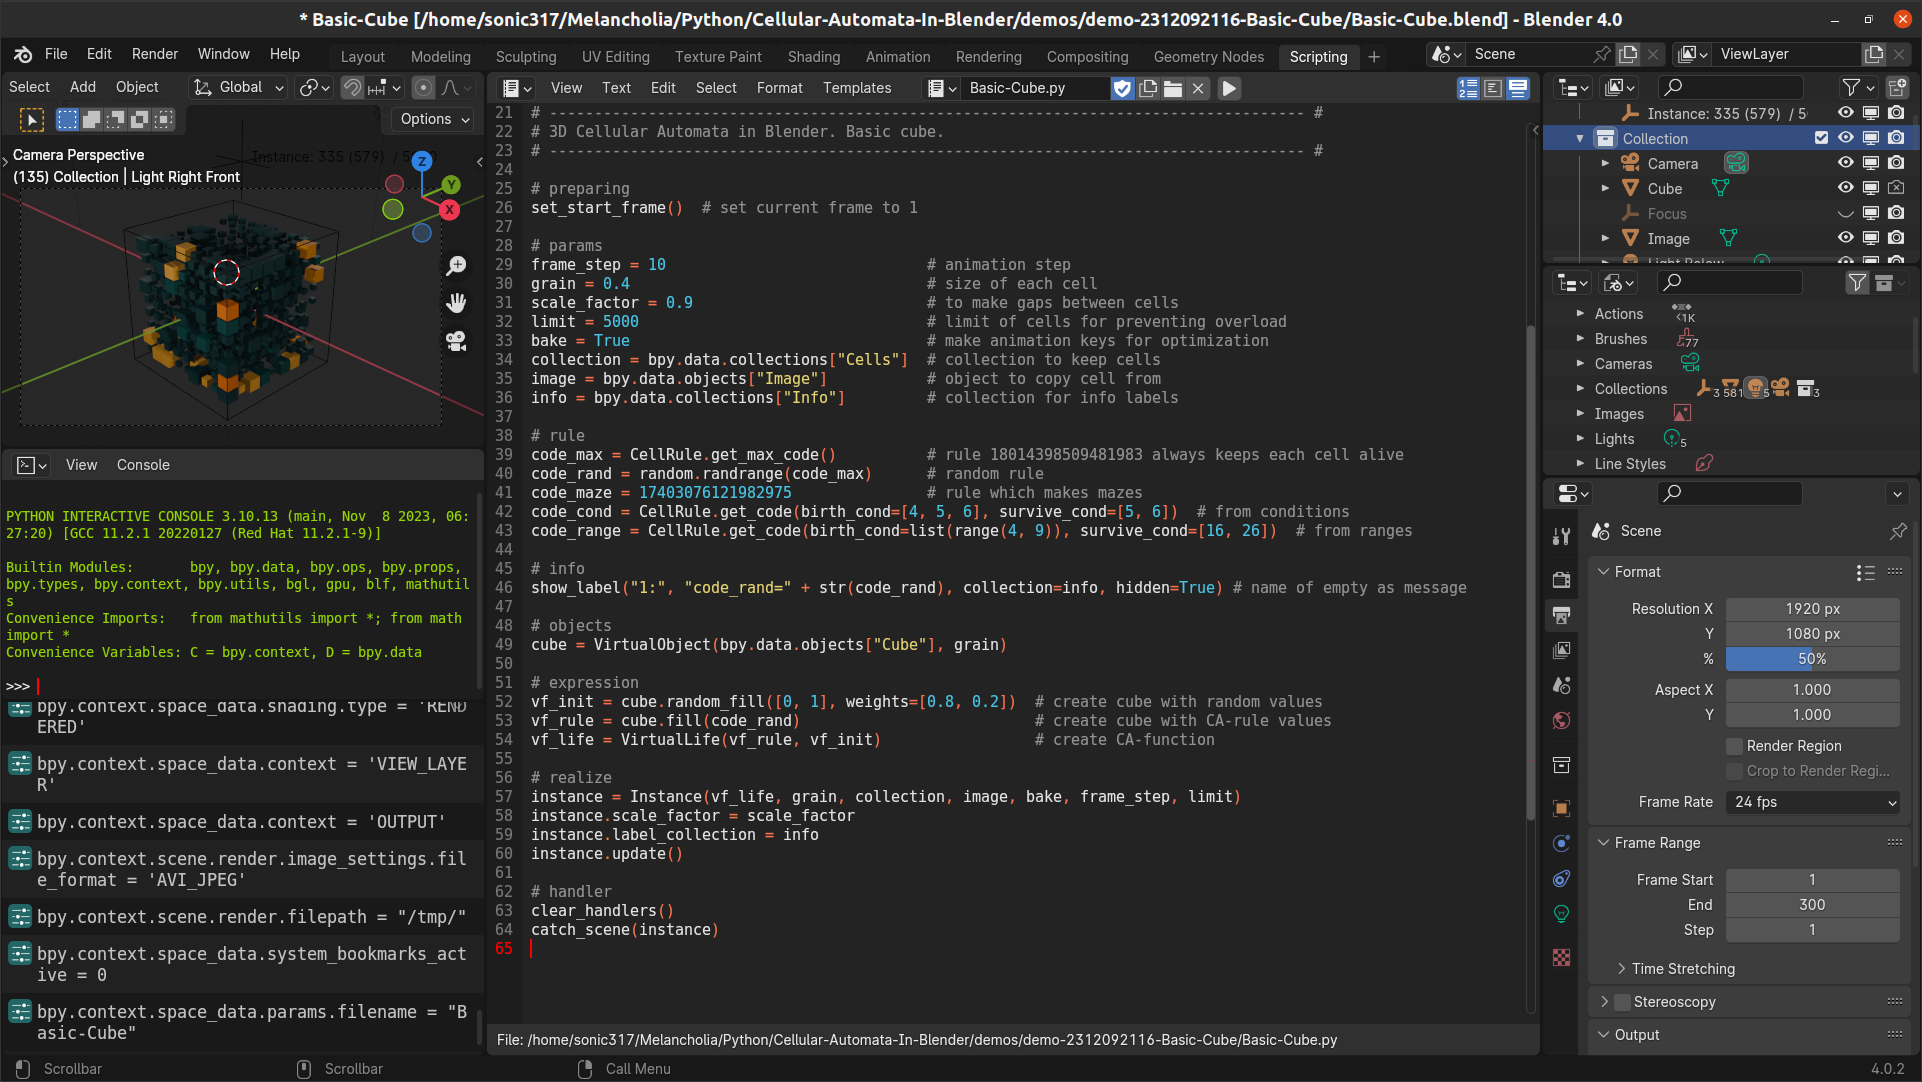 * Basic-Cube [/home/sonic317/Melancholia/Python/Cellular-Automata-In-Blender/demos/demo-2312092116-Basic-Cube/Basic-Cube.blend] - Blender 4.0
File Edit Render Window Help Layout Modeling Sculpting UV Editing Texture Paint Shading Animation Rendering Compositing Geometry Nodes Scripting + Scene ViewLayer
Select Add Object Global
Options
Camera Perspective
(135) Collection | Light Right Front
Instance: 335 (579) / 5
Z
Y
X
View Console
PYTHON INTERACTIVE CONSOLE 3.10.13 (main, Nov  8 2023, 06:
27:20) [GCC 11.2.1 20220127 (Red Hat 11.2.1-9)]
Builtin Modules:       bpy, bpy.data, bpy.ops, bpy.props,
bpy.types, bpy.context, bpy.utils, bgl, gpu, blf, mathutil
s
Convenience Imports:   from mathutils import *; from math
import *
Convenience Variables: C = bpy.context, D = bpy.data
>>>
bpy.context.space_data.shading.type = 'REND
ERED'
bpy.context.space_data.context = 'VIEW_LAYE
R'
bpy.context.space_data.context = 'OUTPUT'
bpy.context.scene.render.image_settings.fil
e_format = 'AVI_JPEG'
bpy.context.scene.render.filepath = "/tmp/"
bpy.context.space_data.system_bookmarks_act
ive = 0
bpy.context.space_data.params.filename = "B
asic-Cube"
View Text Edit Select Format Templates Basic-Cube.py
21 # ------------------------------------------------------------------------------------ #
22 # 3D Cellular Automata in Blender. Basic cube.
23 # ------------------------------------------------------------------------------------ #
24
25 # preparing
26 set_start_frame()  # set current frame to 1
27
28 # params
29 frame_step = 10                             # animation step
30 grain = 0.4                                 # size of each cell
31 scale_factor = 0.9                          # to make gaps between cells
32 limit = 5000                                # limit of cells for preventing overload
33 bake = True                                 # make animation keys for optimization
34 collection = bpy.data.collections["Cells"]  # collection to keep cells
35 image = bpy.data.objects["Image"]           # object to copy cell from
36 info = bpy.data.collections["Info"]         # collection for info labels
37
38 # rule
39 code_max = CellRule.get_max_code()          # rule 18014398509481983 always keeps each cell alive
40 code_rand = random.randrange(code_max)      # random rule
41 code_maze = 17403076121982975               # rule which makes mazes
42 code_cond = CellRule.get_code(birth_cond=[4, 5, 6], survive_cond=[5, 6])  # from conditions
43 code_range = CellRule.get_code(birth_cond=list(range(4, 9)), survive_cond=[16, 26])  # from ranges
44
45 # info
46 show_label("1:", "code_rand=" + str(code_rand), collection=info, hidden=True) # name of empty as message
47
48 # objects
49 cube = VirtualObject(bpy.data.objects["Cube"], grain)
50
51 # expression
52 vf_init = cube.random_fill([0, 1], weights=[0.8, 0.2])  # create cube with random values
53 vf_rule = cube.fill(code_rand)                          # create cube with CA-rule values
54 vf_life = VirtualLife(vf_rule, vf_init)                 # create CA-function
55
56 # realize
57 instance = Instance(vf_life, grain, collection, image, bake, frame_step, limit)
58 instance.scale_factor = scale_factor
59 instance.label_collection = info
60 instance.update()
61
62 # handler
63 clear_handlers()
64 catch_scene(instance)
65
File: /home/sonic317/Melancholia/Python/Cellular-Automata-In-Blender/demos/demo-2312092116-Basic-Cube/Basic-Cube.py
Instance: 335 (579)  / 5
Collection
Camera
Cube
Focus
Image
Light Below
Actions 1K
Brushes 77
Cameras
Collections 3 581 5 3
Images
Lights 5
Line Styles
Scene
Format
Resolution X 1920 px
Y 1080 px
% 50%
Aspect X 1.000
Y 1.000
Render Region
Crop to Render Regi...
Frame Rate 24 fps
Frame Range
Frame Start 1
End 300
Step 1
Time Stretching
Stereoscopy
Output
Scrollbar Scrollbar Call Menu 4.0.2